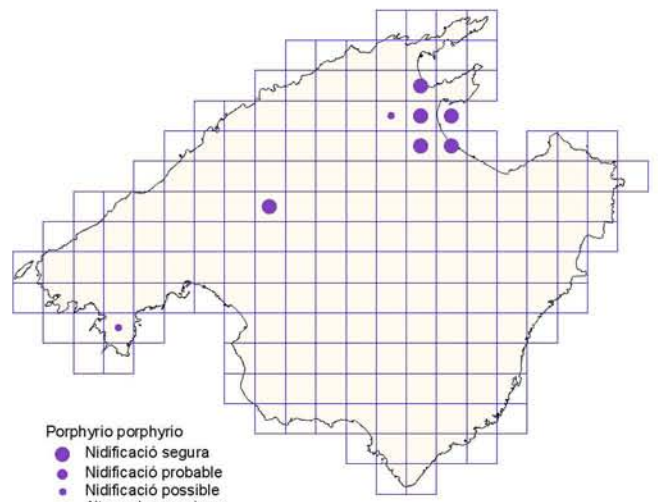 Porphyrio porphyrio
Nidificació segura
Nidificació probable
Nidificació possible